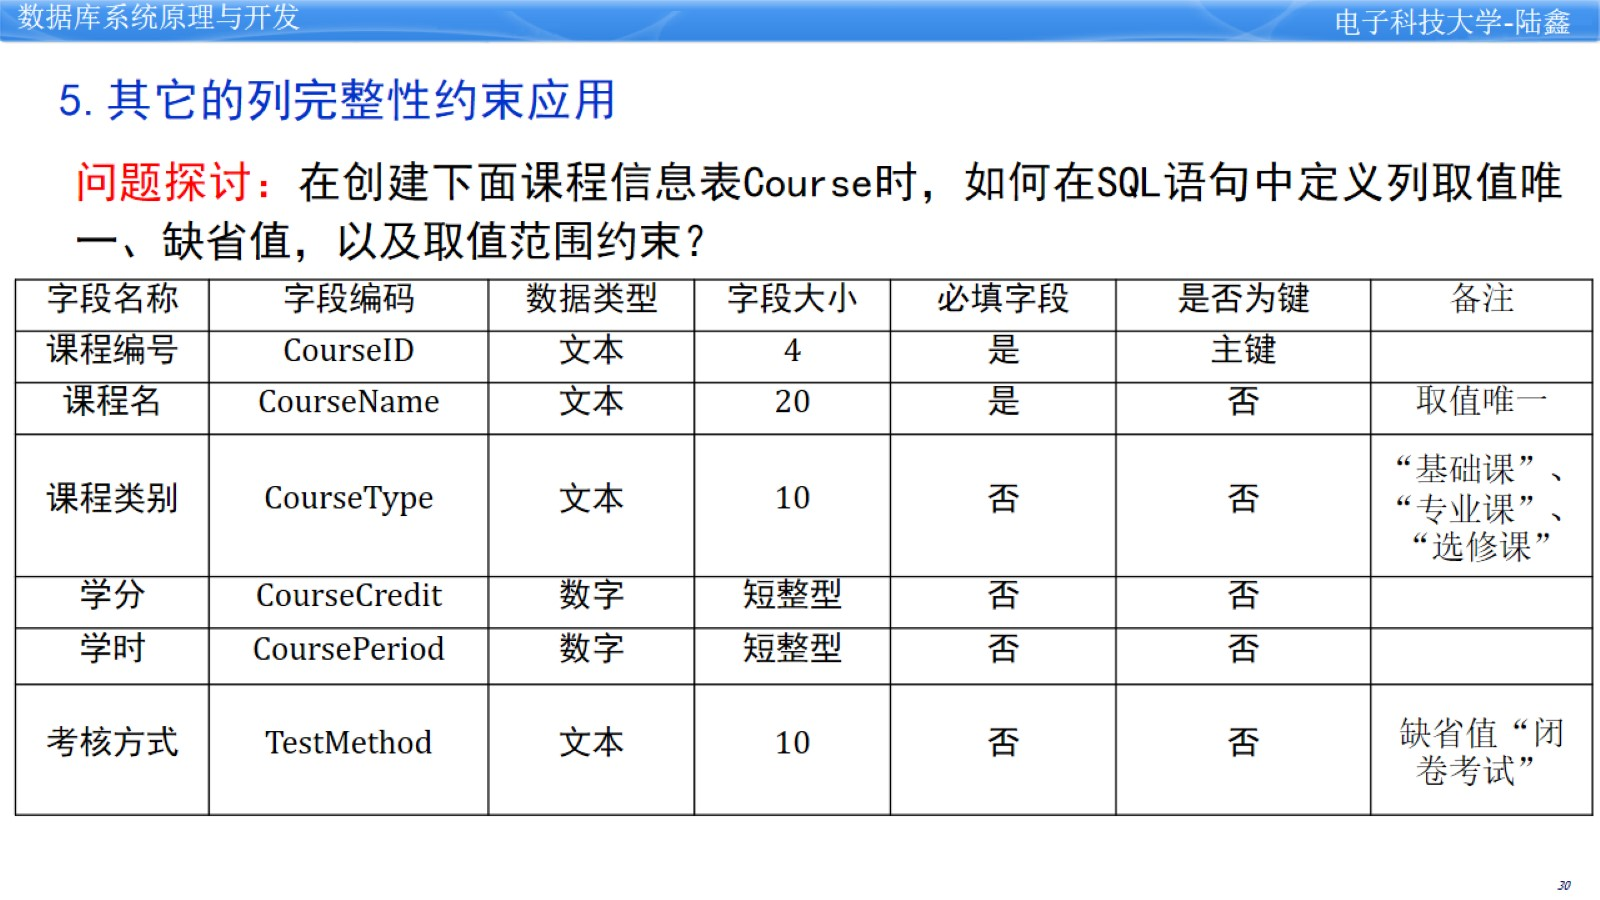 数据库系统原理与开发
电子科技大学-陆鑫
5.其它的列完整性约束应用
问题探讨：在创建下面课程信息表Course时，如何在SQL语句中定义列取值唯
一、缺省值，以及取值范围约束？
字段名称 字段编码 数据类型 字段大小 必填字段 是否为键 备注
课程编号 CourseID 文本 4 是 主键
课程名 CourseName 文本 20 是 否 取值唯一
课程类别 CourseType 文本 10 否 否 “基础课”、
“专业课”、
“选修课”
学分 CourseCredit 数字 短整型 否 否
学时 CoursePeriod 数字 短整型 否 否
考核方式 TestMethod 文本 10 否 否 缺省值“闭
卷考试”
30